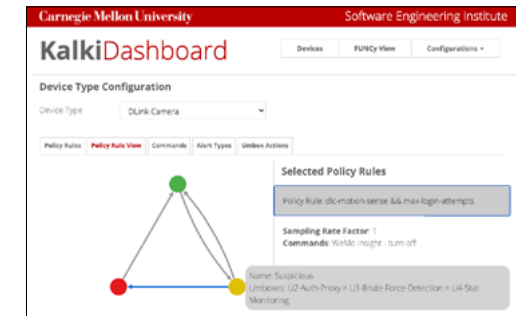 Carnegie Mellon University
Software Engineering Institute
KalkiDashboard
Devices
FUNCy View
Configurations
Device Type Configuration
Device Type
DLink Camera
Policy Rules
Policy Rule View
Commands
Alert Types
Umbox Actions
Selected Policy Rules
Policy Rule: dlc-motion-sense && max-login-attempts
Sampling Rate Factor: 1
Commands: WeMo Insight - turn-off
Name: Suspicious
Umboxes: U2-Auth-Proxy > U3-Brute-Force-Detection > U4-Stat-
Monitoring